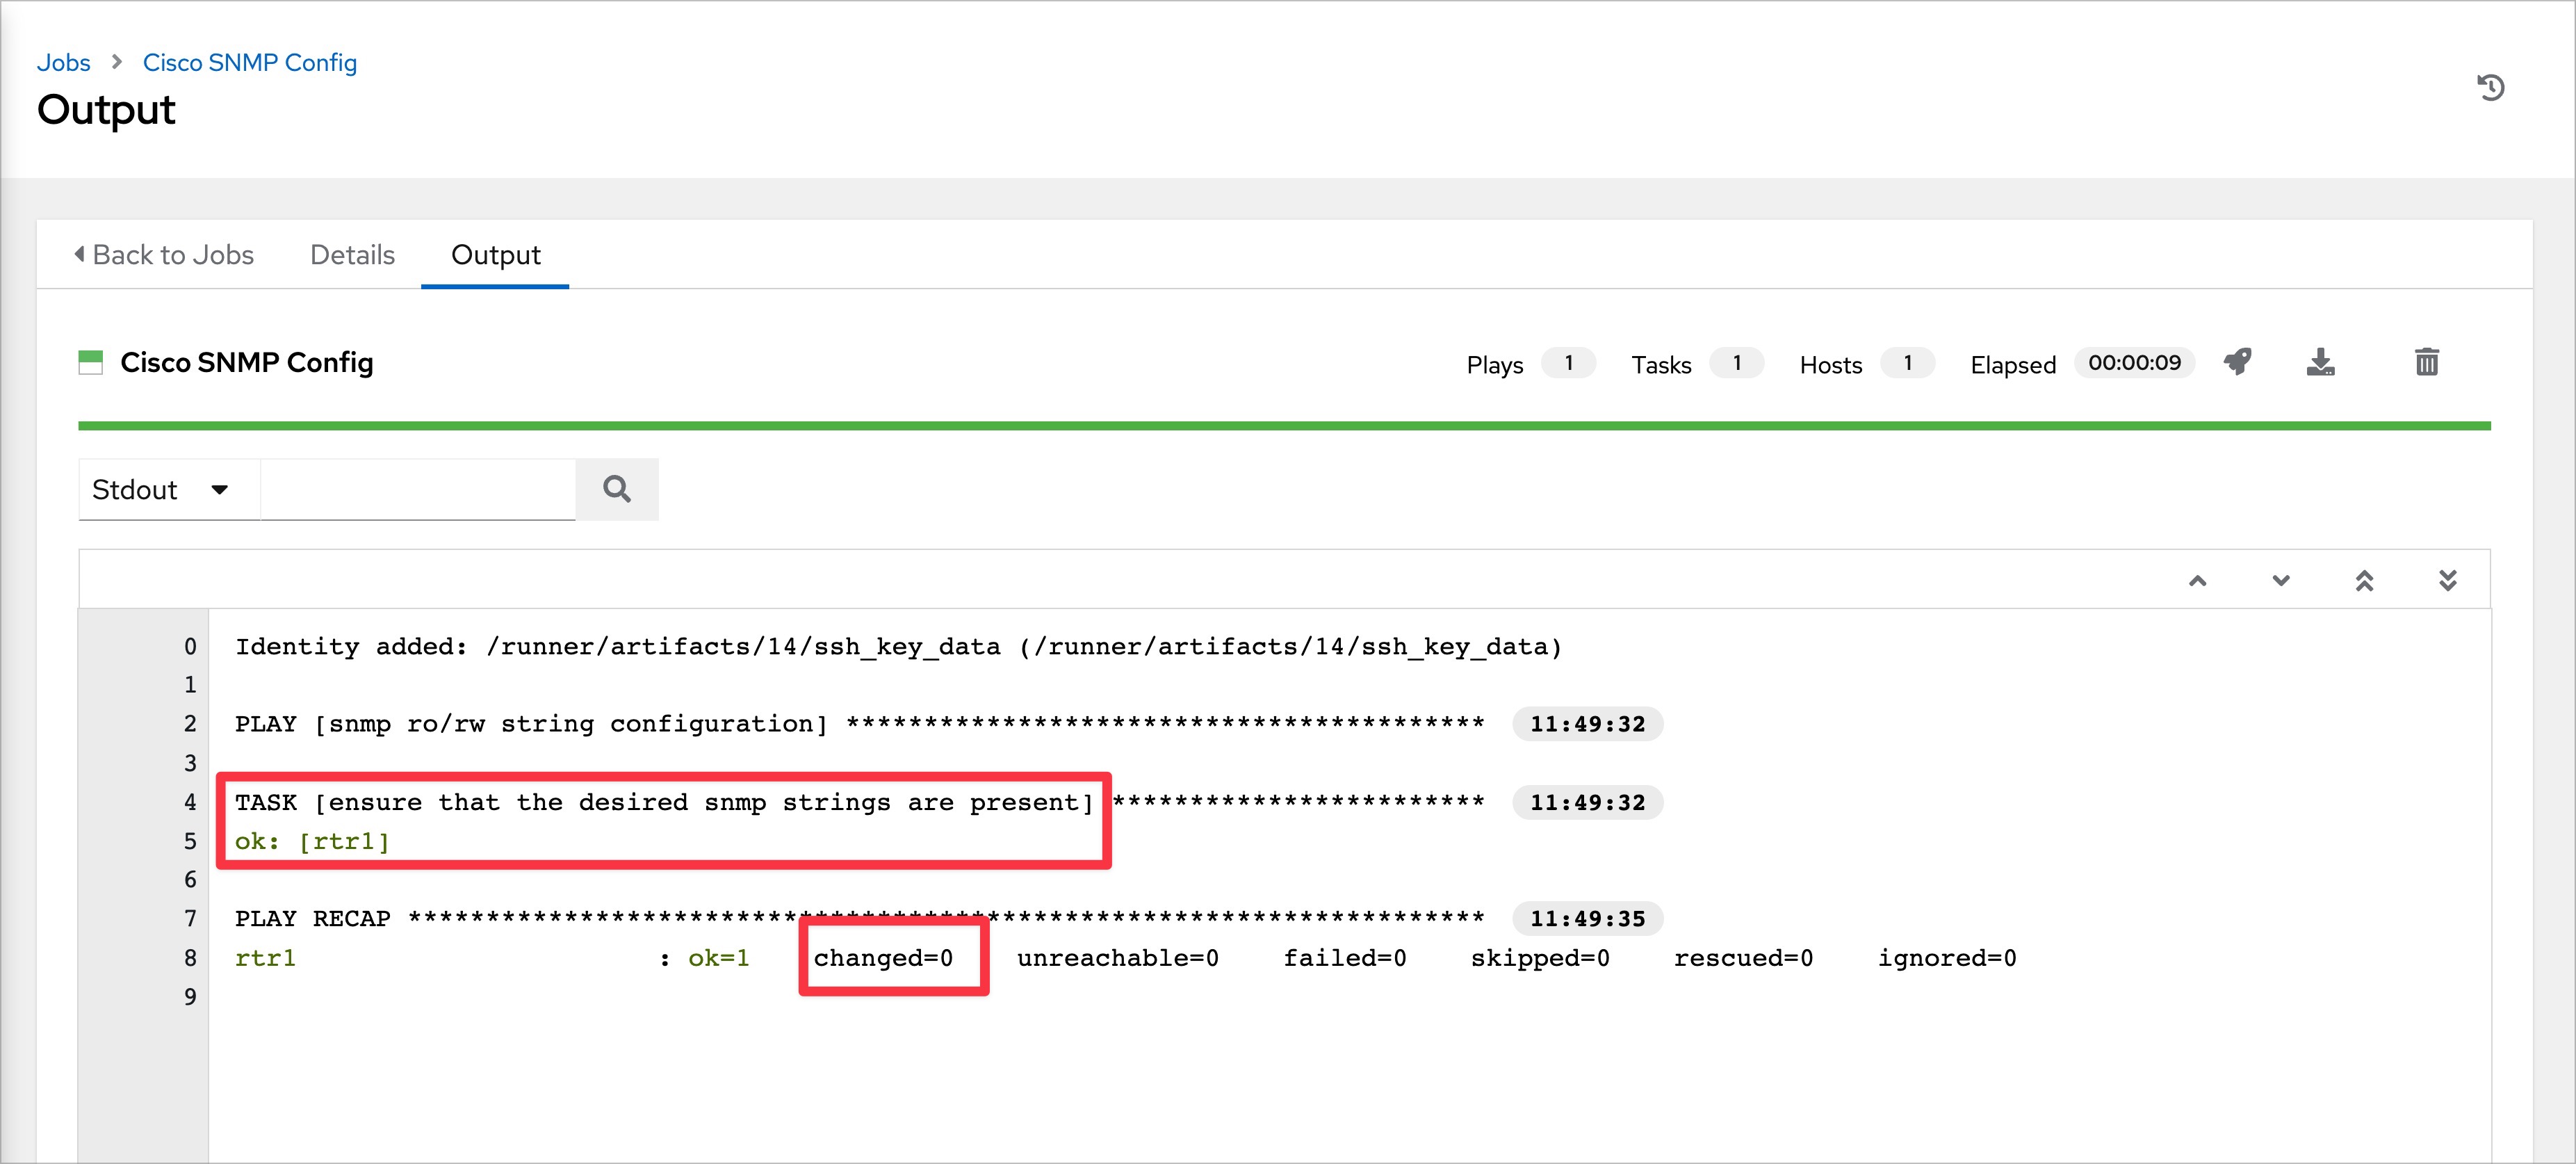 Jobs > Cisco SNMP Config
Output
Back to Jobs Details Output
Cisco SNMP Config Plays 1 Tasks 1 Hosts 1 Elapsed 00:00:09
Stdout
0 Identity added: /runner/artifacts/14/ssh_key_data (/runner/artifacts/14/ssh_key_data)
1
2 PLAY [snmp ro/rw string configuration] ***************************************** 11:49:32
3
4 TASK [ensure that the desired snmp strings are present] ************************ 11:49:32
5 ok: [rtr1]
6
7 PLAY RECAP ********************************************************************* 11:49:35
8 rtr1 : ok=1 changed=0 unreachable=0 failed=0 skipped=0 rescued=0 ignored=0
9